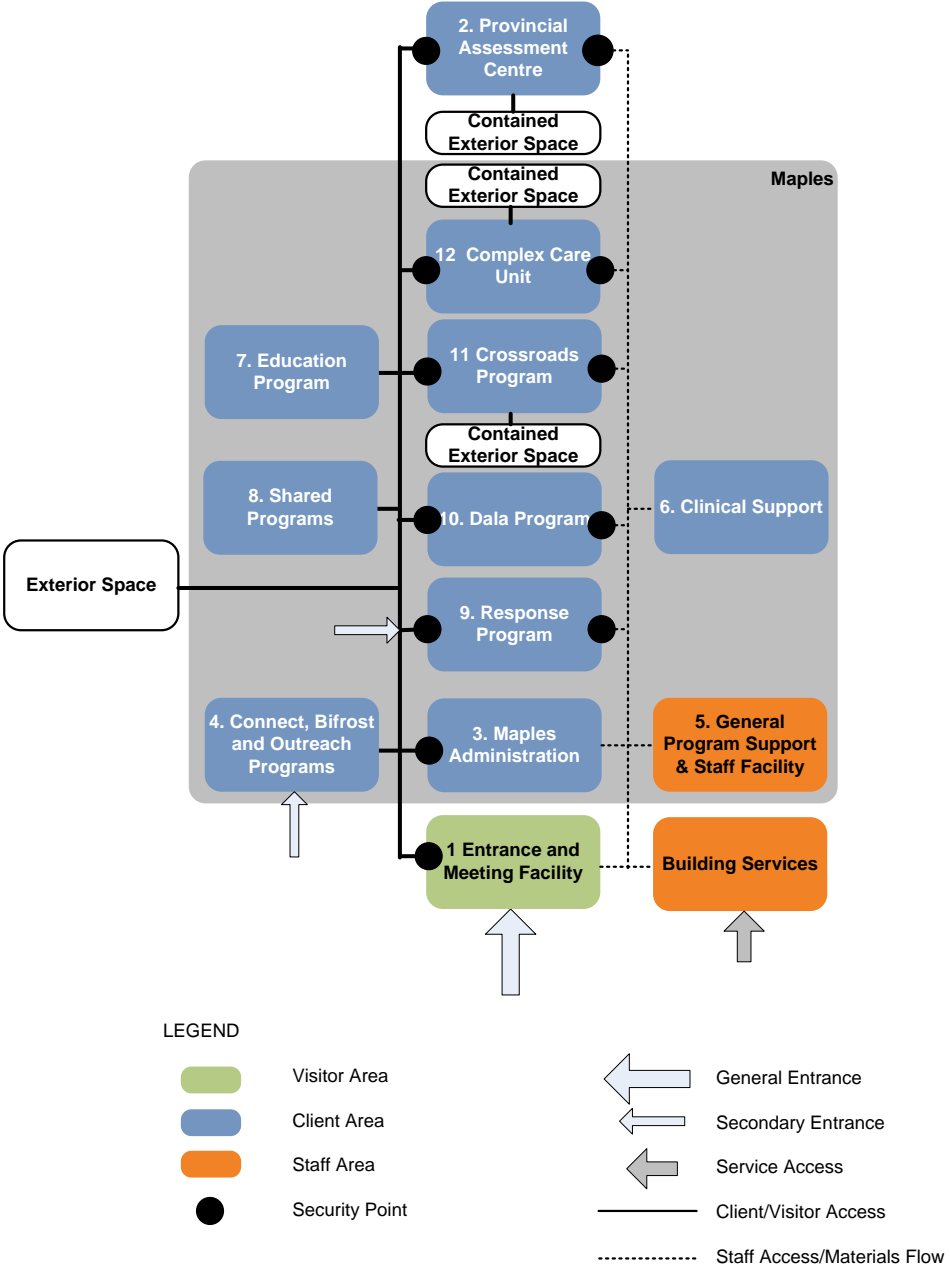 2. Provincial
Assessment
Centre
Contained
Exterior Space
Contained
Exterior Space
Maples
12  Complex Care
Unit
7. Education
Program
11 Crossroads
Program
Contained
Exterior Space
8. Shared
Programs
10. Dala Program
6. Clinical Support
Exterior Space
9. Response
Program
4. Connect, Bifrost
and Outreach
Programs
3. Maples
Administration
5. General
Program Support
& Staff Facility
1 Entrance and
Meeting Facility
Building Services
LEGEND
Visitor Area
Client Area
Staff Area
Security Point
General Entrance
Secondary Entrance
Service Access
Client/Visitor Access
Staff Access/Materials Flow